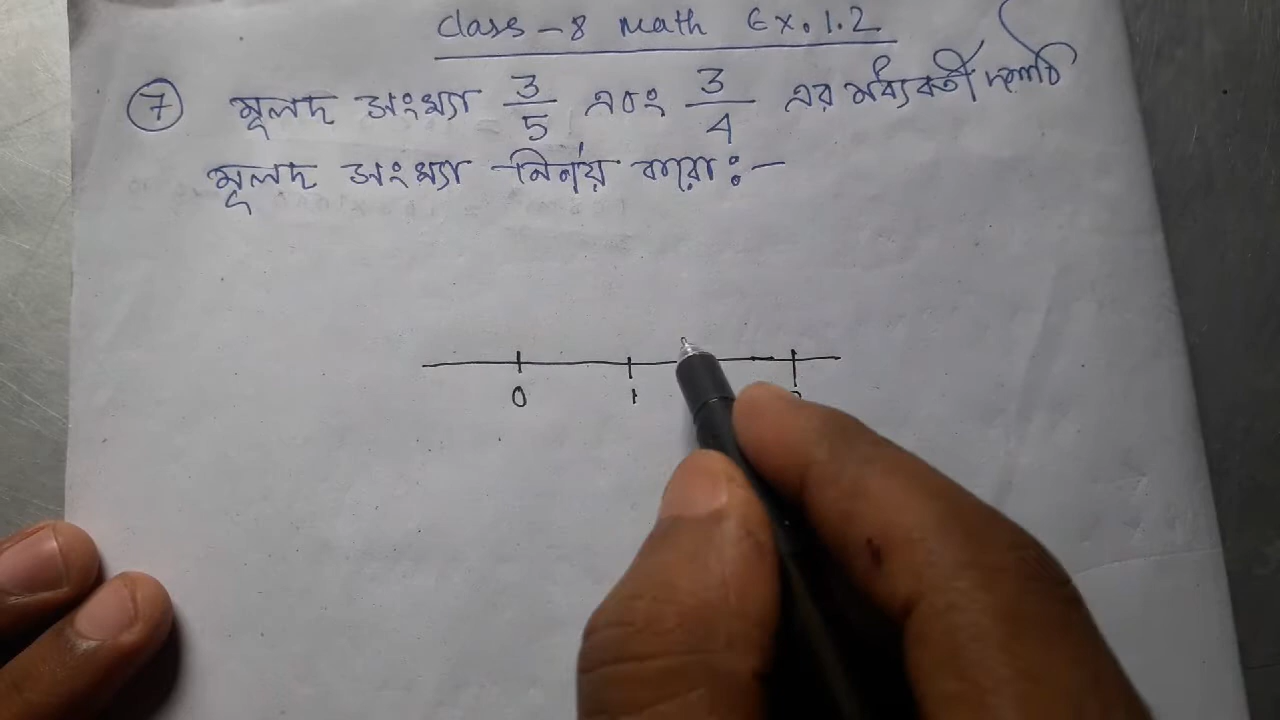 Class - 8 Math Ex. 1.2
7 মূলদ সংখ্যা 3/5 এবং 3/4 এর মধ্যবর্তী দশটি
মূলদ সংখ্যা নির্ণয় করো :-
0 1